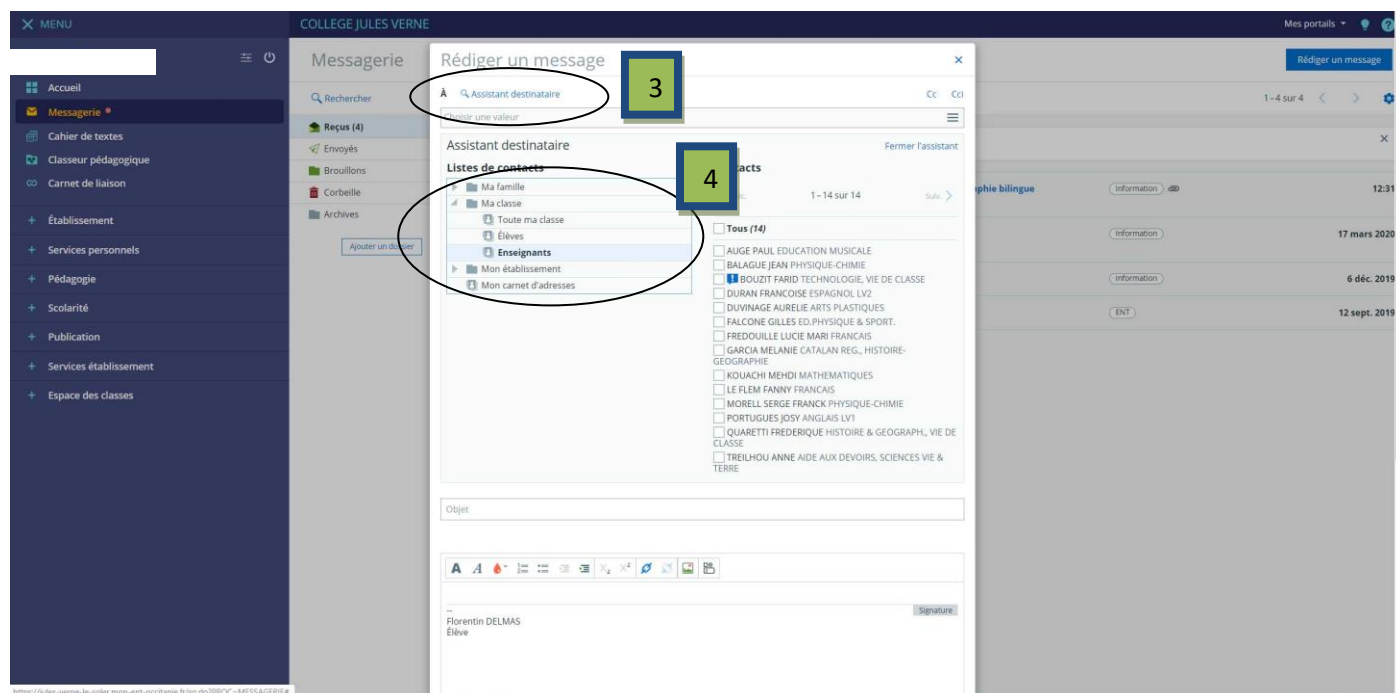 MENU
COLLEGE JULES VERNE
Mes portails
Accueil
Messagerie
Cahier de textes
Classeur pédagogique
Carnet de liaison
+ Établissement
+ Services personnels
+ Pédagogie
+ Scolarité
+ Publication
+ Services établissement
+ Espace des classes
Messagerie
Rechercher
Reçus (4)
Envoyés
Brouillons
Corbeille
Archives
Ajouter un dossier
Rédiger un message
3
À Assistant destinataire
Cc Cci
Choisir une valeur
Assistant destinataire
Fermer l'assistant
Listes de contacts
4
Ma famille
Ma classe
Toute ma classe
Élèves
Enseignants
Mon établissement
Mon carnet d'adresses
1 - 14 sur 14
Suiv.
Tous (14)
AUGE PAUL EDUCATION MUSICALE
BALAGUE JEAN PHYSIQUE-CHIMIE
BOUZIT FARID TECHNOLOGIE, VIE DE CLASSE
DURAN FRANCOISE ESPAGNOL LV2
DUVINAGE AURELIE ARTS PLASTIQUES
FALCONE GILLES ED.PHYSIQUE & SPORT.
FREDOUILLE LUCIE MARI FRANCAIS
GARCIA MELANIE CATALAN REG., HISTOIRE-
GEOGRAPHIE
KOUACHI MEHDI MATHEMATIQUES
LE FLEM FANNY FRANCAIS
MORELL SERGE FRANCK PHYSIQUE-CHIMIE
PORTUGUES JOSY ANGLAIS LV1
QUARETTI FREDERIQUE HISTOIRE & GEOGRAPH., VIE DE
CLASSE
TREILHOU ANNE AIDE AUX DEVOIRS, SCIENCES VIE &
TERRE
Objet
--
Signature
Florentin DELMAS
Élève
Rédiger un message
1 - 4 sur 4
bilingue
Information
12:31
Information
17 mars 2020
Information
6 déc. 2019
ENT
12 sept. 2019